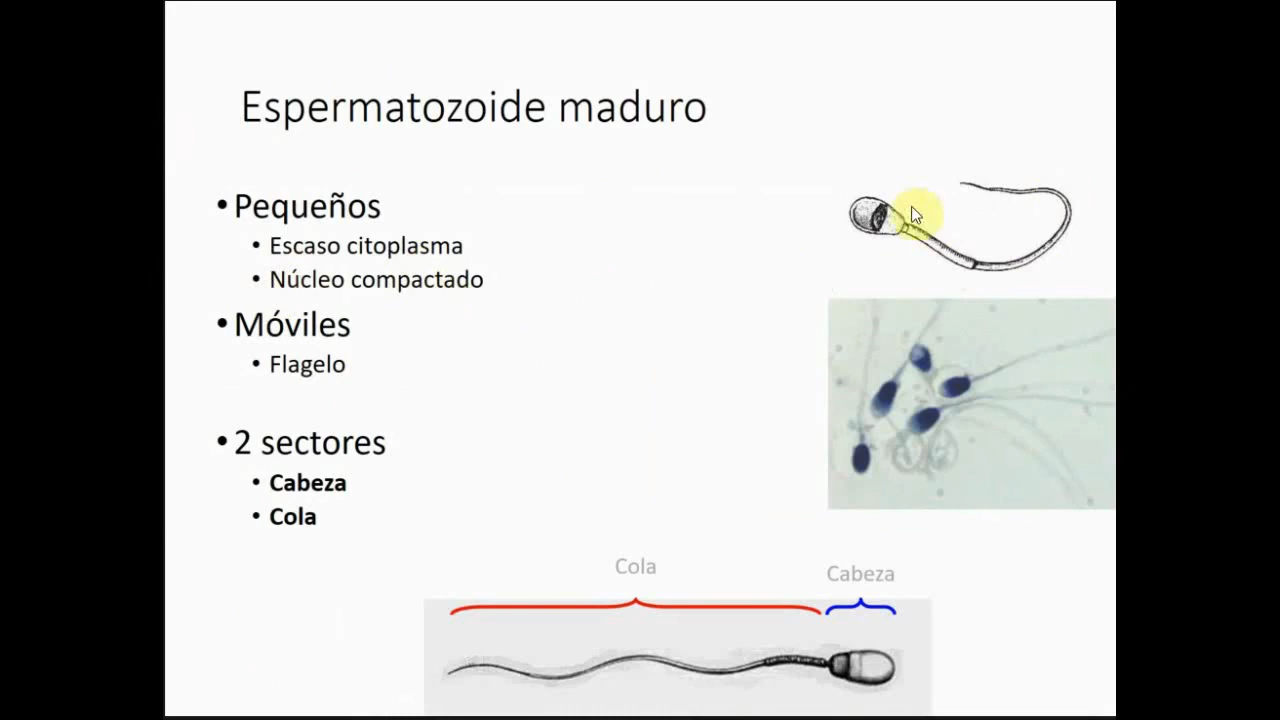 Espermatozoide maduro
• Pequeños
• Escaso citoplasma
• Núcleo compactado
• Móviles
• Flagelo
• 2 sectores
• Cabeza
• Cola
Cola
Cabeza